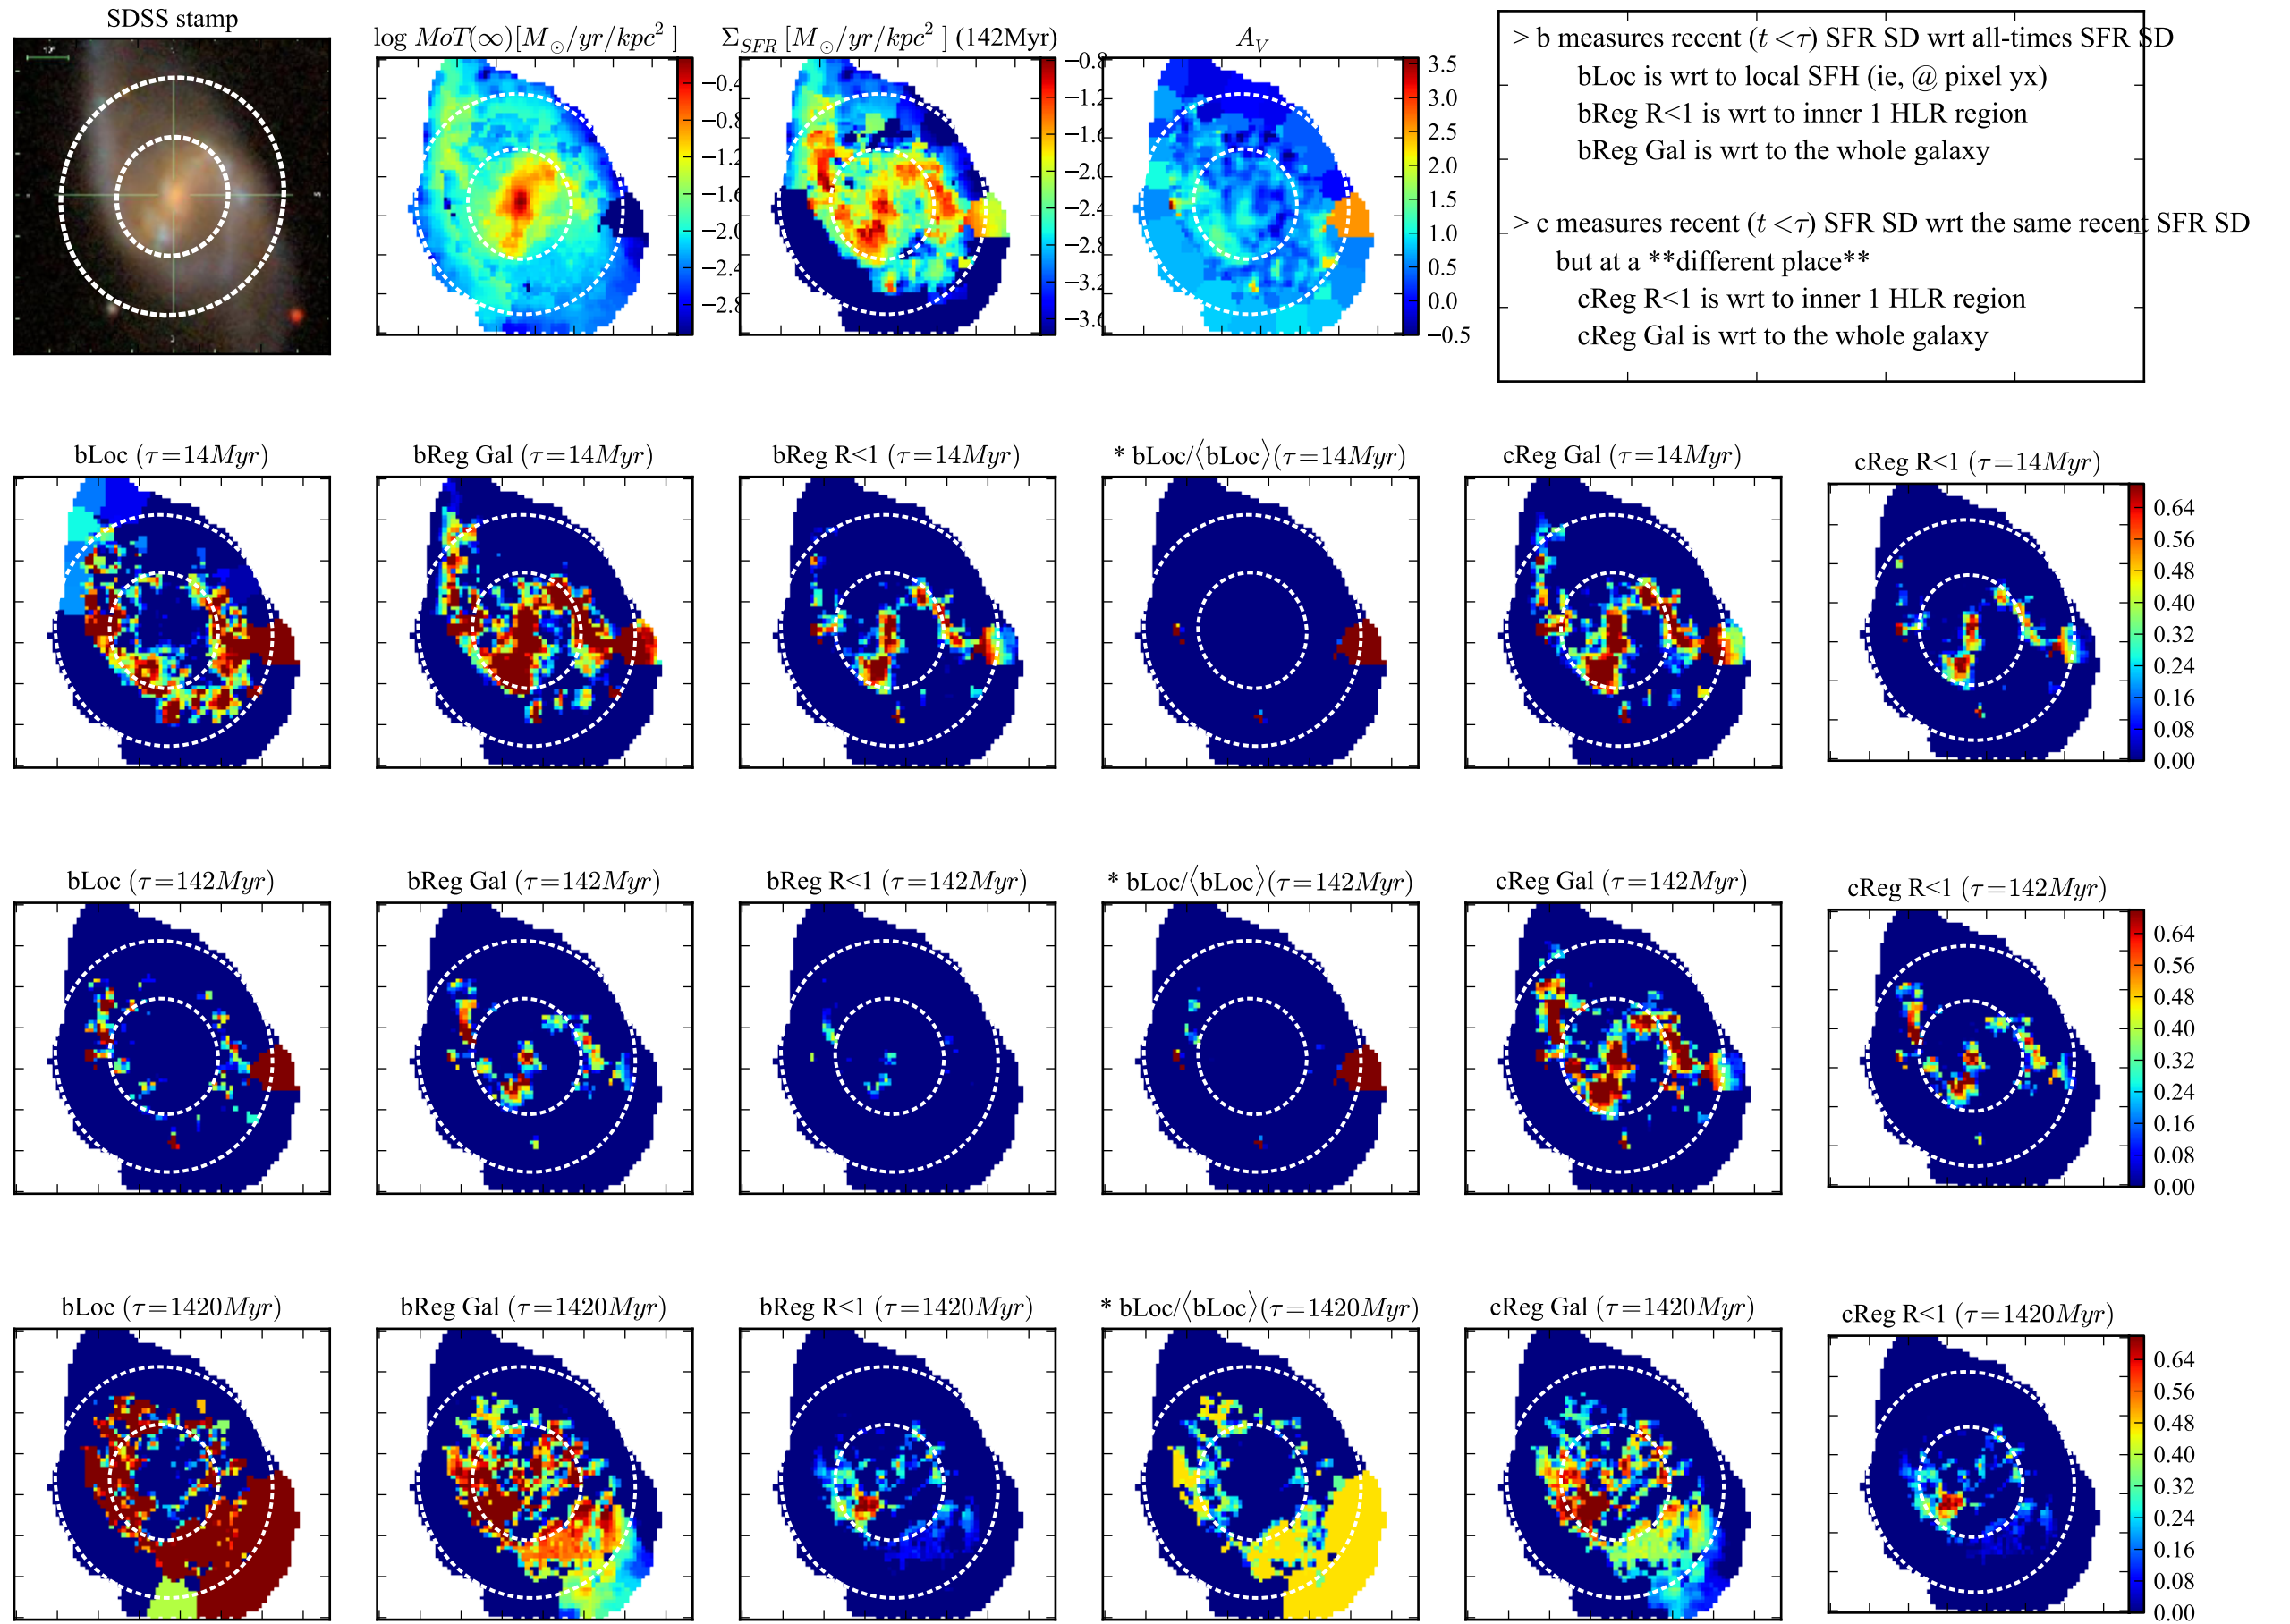 SDSS stamp
log MoT(∞)[M⊙/yr/kpc² ]
Σ_SFR [M⊙/yr/kpc² ] (142Myr)
A_V
−0.4
−0.8
−1.2
−1.6
−2.0
−2.4
−2.8
−0.8
−1.2
−1.6
−2.0
−2.4
−2.8
−3.2
−3.6
3.5
3.0
2.5
2.0
1.5
1.0
0.5
0.0
−0.5
> b measures recent (t <τ) SFR SD wrt all-times SFR SD
bLoc is wrt to local SFH (ie, @ pixel yx)
bReg R<1 is wrt to inner 1 HLR region
bReg Gal is wrt to the whole galaxy
> c measures recent (t <τ) SFR SD wrt the same recent SFR SD
but at a **different place**
cReg R<1 is wrt to inner 1 HLR region
cReg Gal is wrt to the whole galaxy
bLoc (τ=14Myr)
bReg Gal (τ=14Myr)
bReg R<1 (τ=14Myr)
* bLoc/⟨bLoc⟩(τ=14Myr)
cReg Gal (τ=14Myr)
cReg R<1 (τ=14Myr)
0.64
0.56
0.48
0.40
0.32
0.24
0.16
0.08
0.00
bLoc (τ=142Myr)
bReg Gal (τ=142Myr)
bReg R<1 (τ=142Myr)
* bLoc/⟨bLoc⟩(τ=142Myr)
cReg Gal (τ=142Myr)
cReg R<1 (τ=142Myr)
0.64
0.56
0.48
0.40
0.32
0.24
0.16
0.08
0.00
bLoc (τ=1420Myr)
bReg Gal (τ=1420Myr)
bReg R<1 (τ=1420Myr)
* bLoc/⟨bLoc⟩(τ=1420Myr)
cReg Gal (τ=1420Myr)
cReg R<1 (τ=1420Myr)
0.64
0.56
0.48
0.40
0.32
0.24
0.16
0.08
0.00